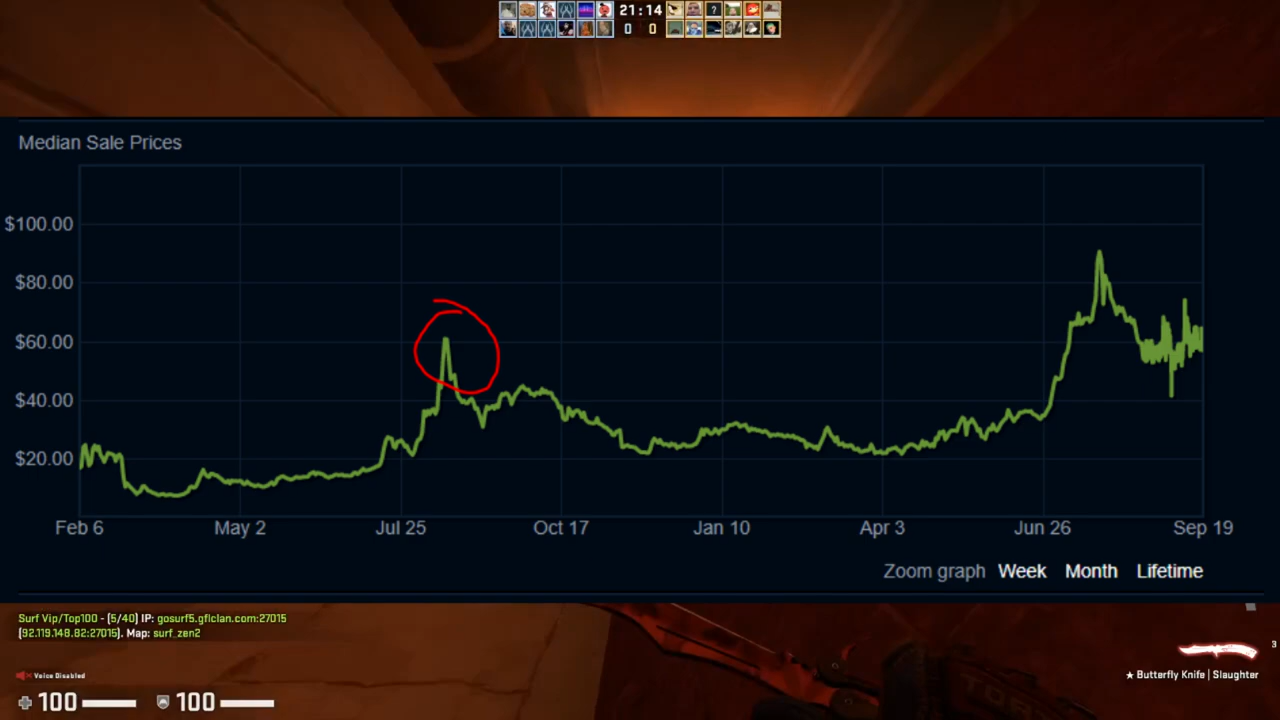 21:14
0 0
?
Median Sale Prices
$100.00
$80.00
$60.00
$40.00
$20.00
Feb 6 May 2 Jul 25 Oct 17 Jan 10 Apr 3 Jun 26 Sep 19
Zoom graph Week Month Lifetime
Surf Vip/Top100 - (5/40) IP: gosurf5.gflclan.com:27015
(92.119.148.82:27015). Map: surf_zen2
3
Voice Disabled
★ Butterfly Knife | Slaughter
100 100